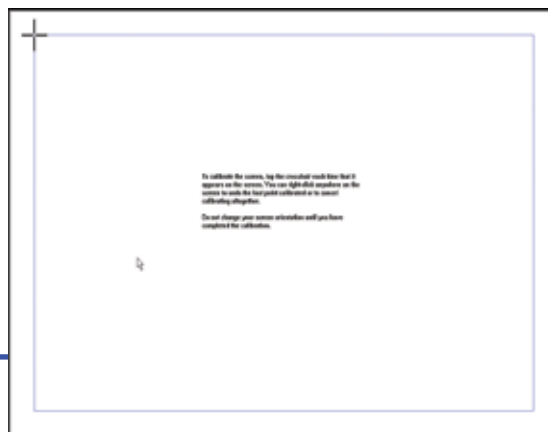 To calibrate the screen, tap the crosshair each time that it
appears on the screen. You can right-click anywhere on the
screen to undo the last point calibrated or to cancel
calibrating altogether.
Do not change your screen orientation until you have
completed the calibration.